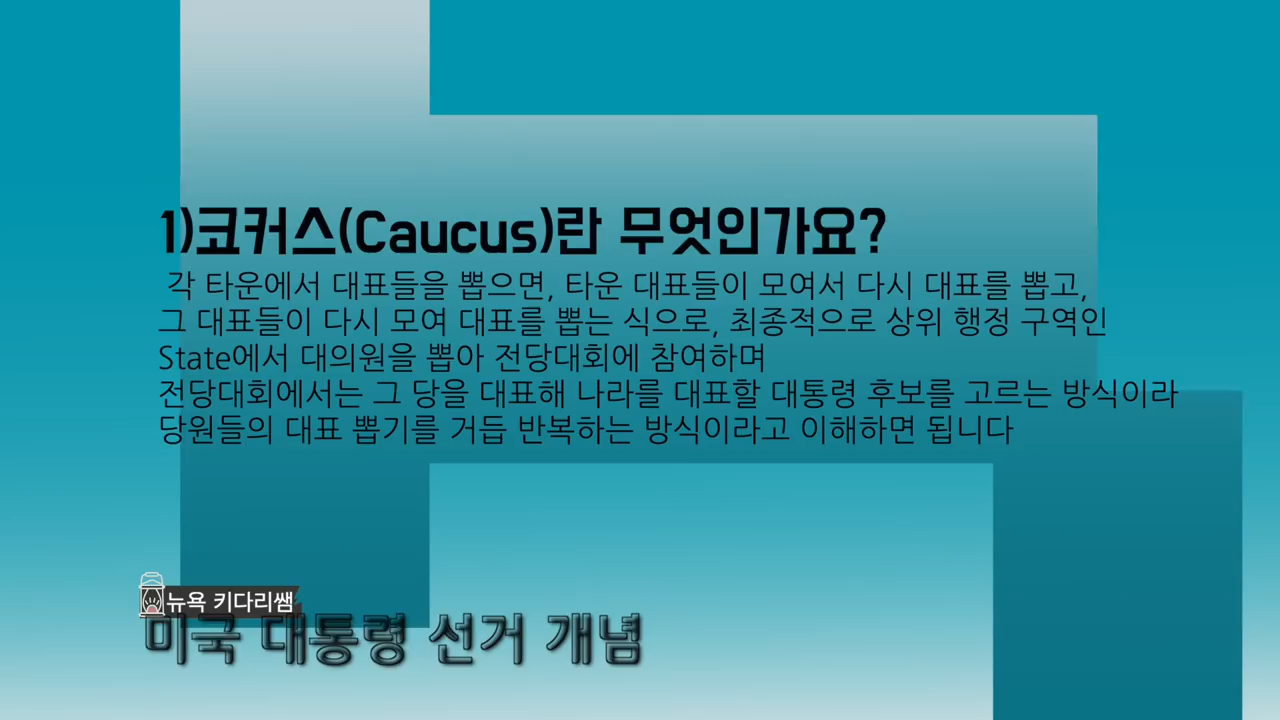 1)코커스(Caucus)란 무엇인가요?
각 타운에서 대표들을 뽑으면, 타운 대표들이 모여서 다시 대표를 뽑고,
그 대표들이 다시 모여 대표를 뽑는 식으로, 최종적으로 상위 행정 구역인
State에서 대의원을 뽑아 전당대회에 참여하며
전당대회에서는 그 당을 대표해 나라를 대표할 대통령 후보를 고르는 방식이라
당원들의 대표 뽑기를 거듭 반복하는 방식이라고 이해하면 됩니다
뉴욕 키다리쌤
미국 대통령 선거 개념